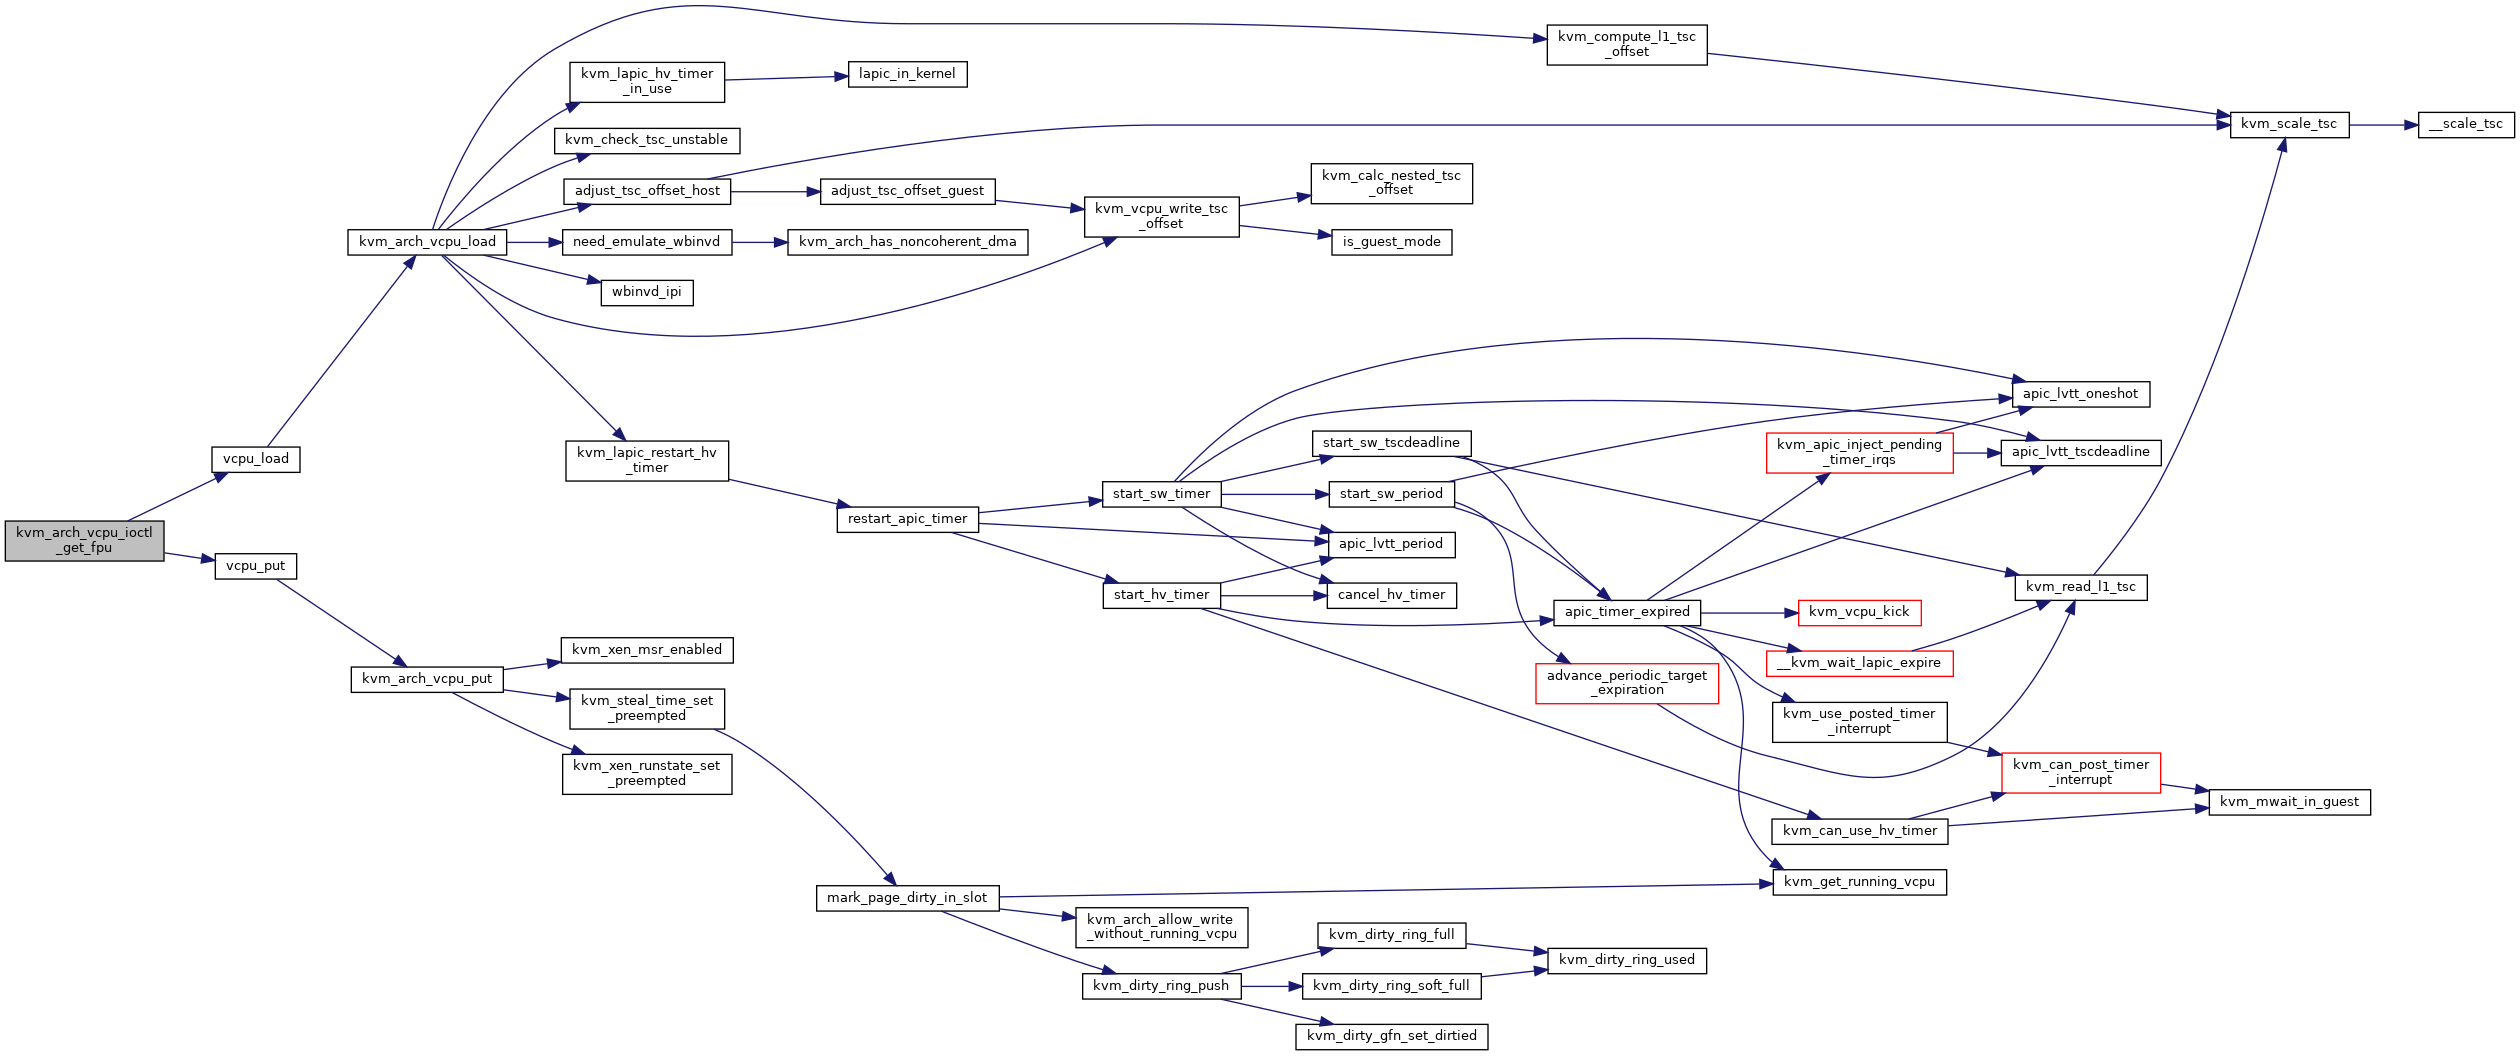 kvm_arch_vcpu_ioctl
_get_fpu
vcpu_load
vcpu_put
kvm_arch_vcpu_load
kvm_arch_vcpu_put
kvm_lapic_hv_timer
_in_use
kvm_check_tsc_unstable
adjust_tsc_offset_host
need_emulate_wbinvd
wbinvd_ipi
kvm_lapic_restart_hv
_timer
kvm_xen_msr_enabled
kvm_steal_time_set
_preempted
kvm_xen_runstate_set
_preempted
lapic_in_kernel
adjust_tsc_offset_guest
kvm_arch_has_noncoherent_dma
restart_apic_timer
mark_page_dirty_in_slot
kvm_vcpu_write_tsc
_offset
start_sw_timer
start_hv_timer
kvm_arch_allow_write
_without_running_vcpu
kvm_dirty_ring_push
kvm_calc_nested_tsc
_offset
is_guest_mode
start_sw_tscdeadline
start_sw_period
apic_lvtt_period
cancel_hv_timer
kvm_dirty_ring_full
kvm_dirty_ring_soft_full
kvm_dirty_gfn_set_dirtied
kvm_compute_l1_tsc
_offset
apic_timer_expired
advance_periodic_target
_expiration
kvm_dirty_ring_used
kvm_apic_inject_pending
_timer_irqs
kvm_vcpu_kick
__kvm_wait_lapic_expire
kvm_use_posted_timer
_interrupt
kvm_can_use_hv_timer
kvm_get_running_vcpu
apic_lvtt_oneshot
apic_lvtt_tscdeadline
kvm_read_l1_tsc
kvm_can_post_timer
_interrupt
kvm_scale_tsc
kvm_mwait_in_guest
__scale_tsc